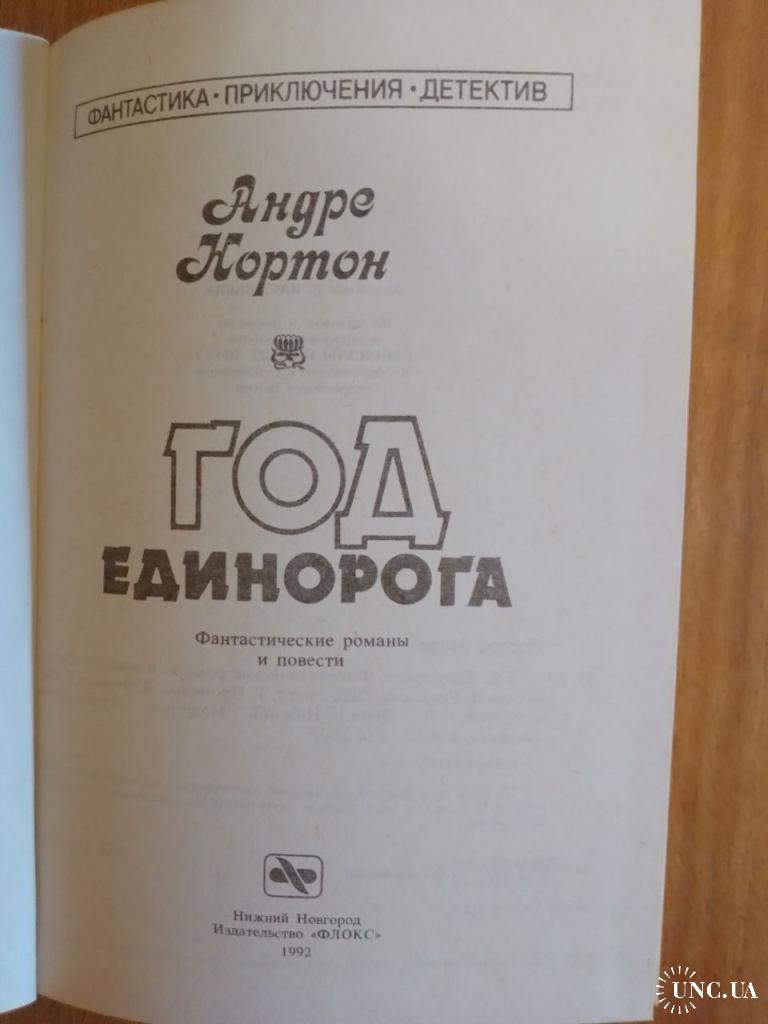 ФАНТАСТИКА · ПРИКЛЮЧЕНИЯ · ДЕТЕКТИВ
Андре
Нортон
ГОД
ЕДИНОРОГА
Фантастические романы
и повести
Нижний Новгород
Издательство «ФЛОКС»
1992
UNC.UA